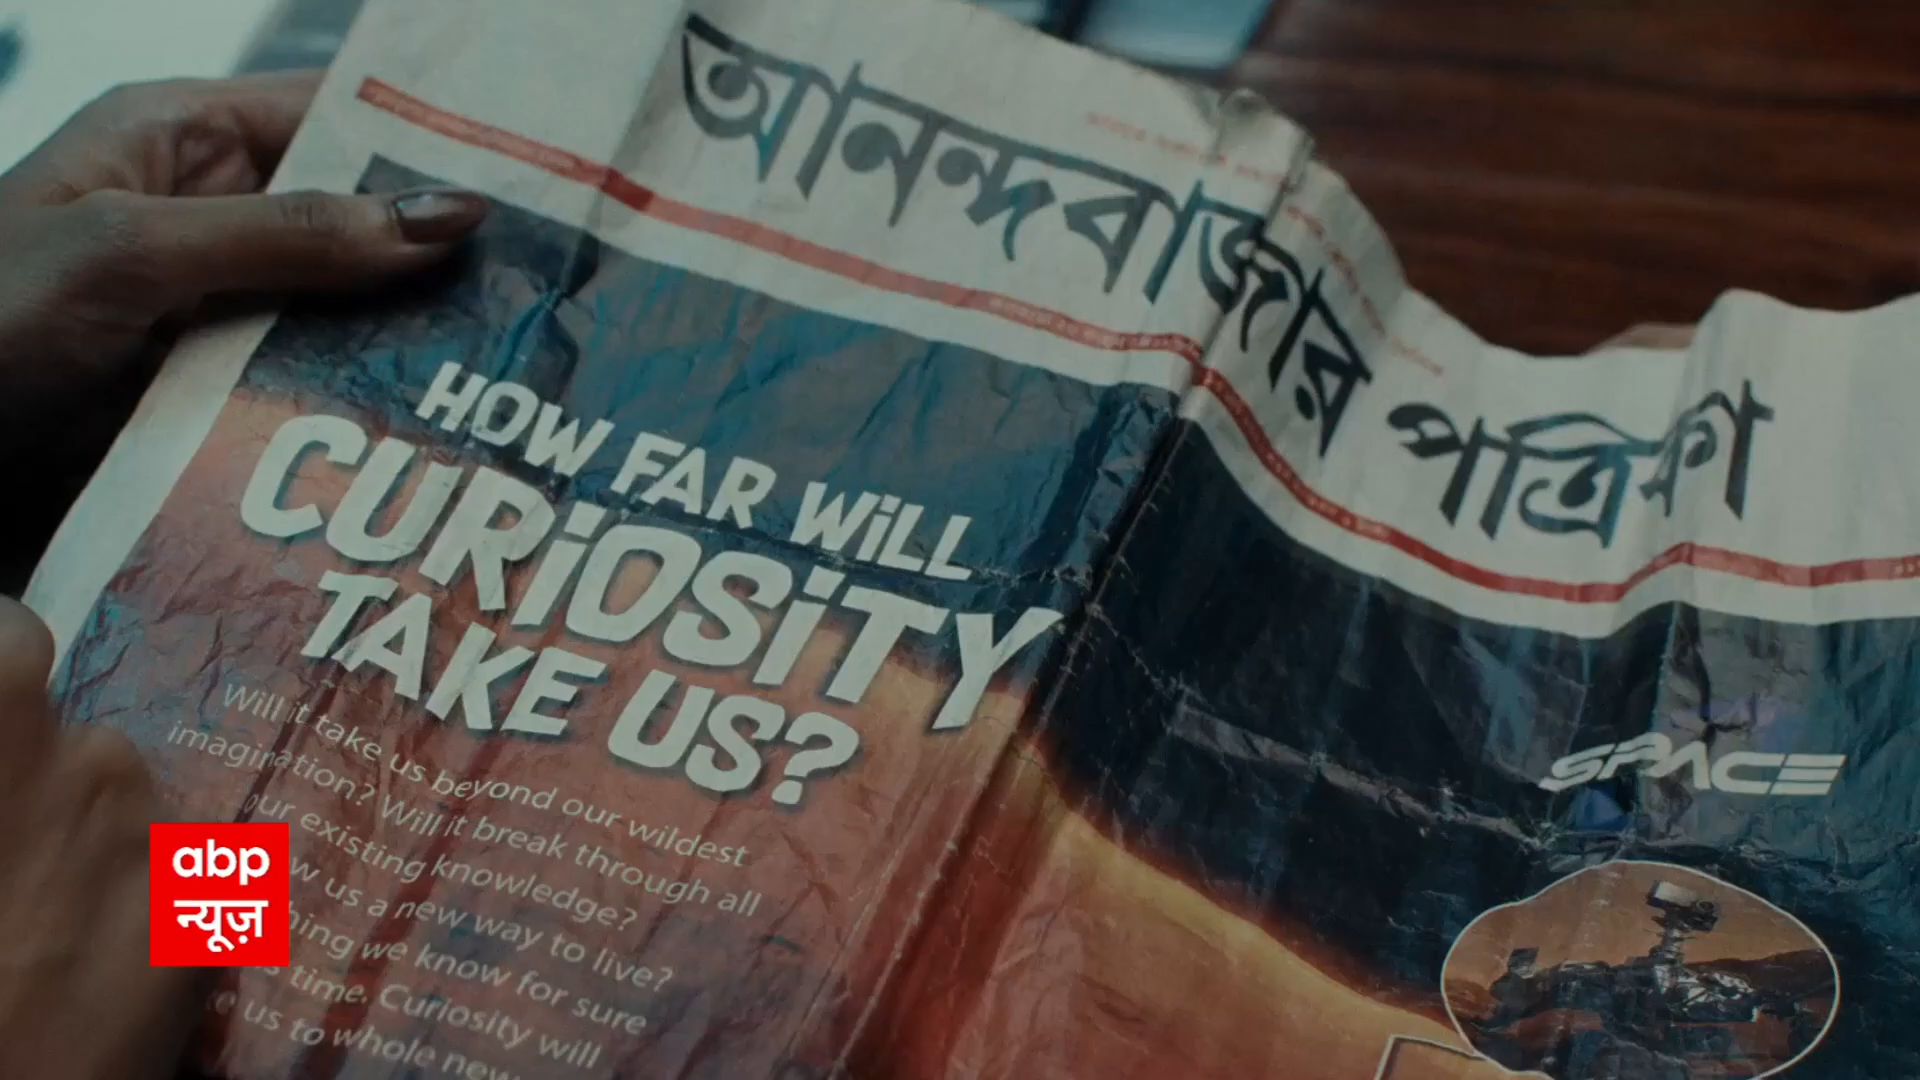 আনন্দবাজার পত্রিকা
HOW FAR WiLL
CURiOSiTY
TAKE US?
Will it take us beyond our wildest
imagination? Will it break through all
our existing knowledge?
us a new way to live?
we know for sure
time. Curiosity will
us to whole new
SPACE
abp
न्यूज़